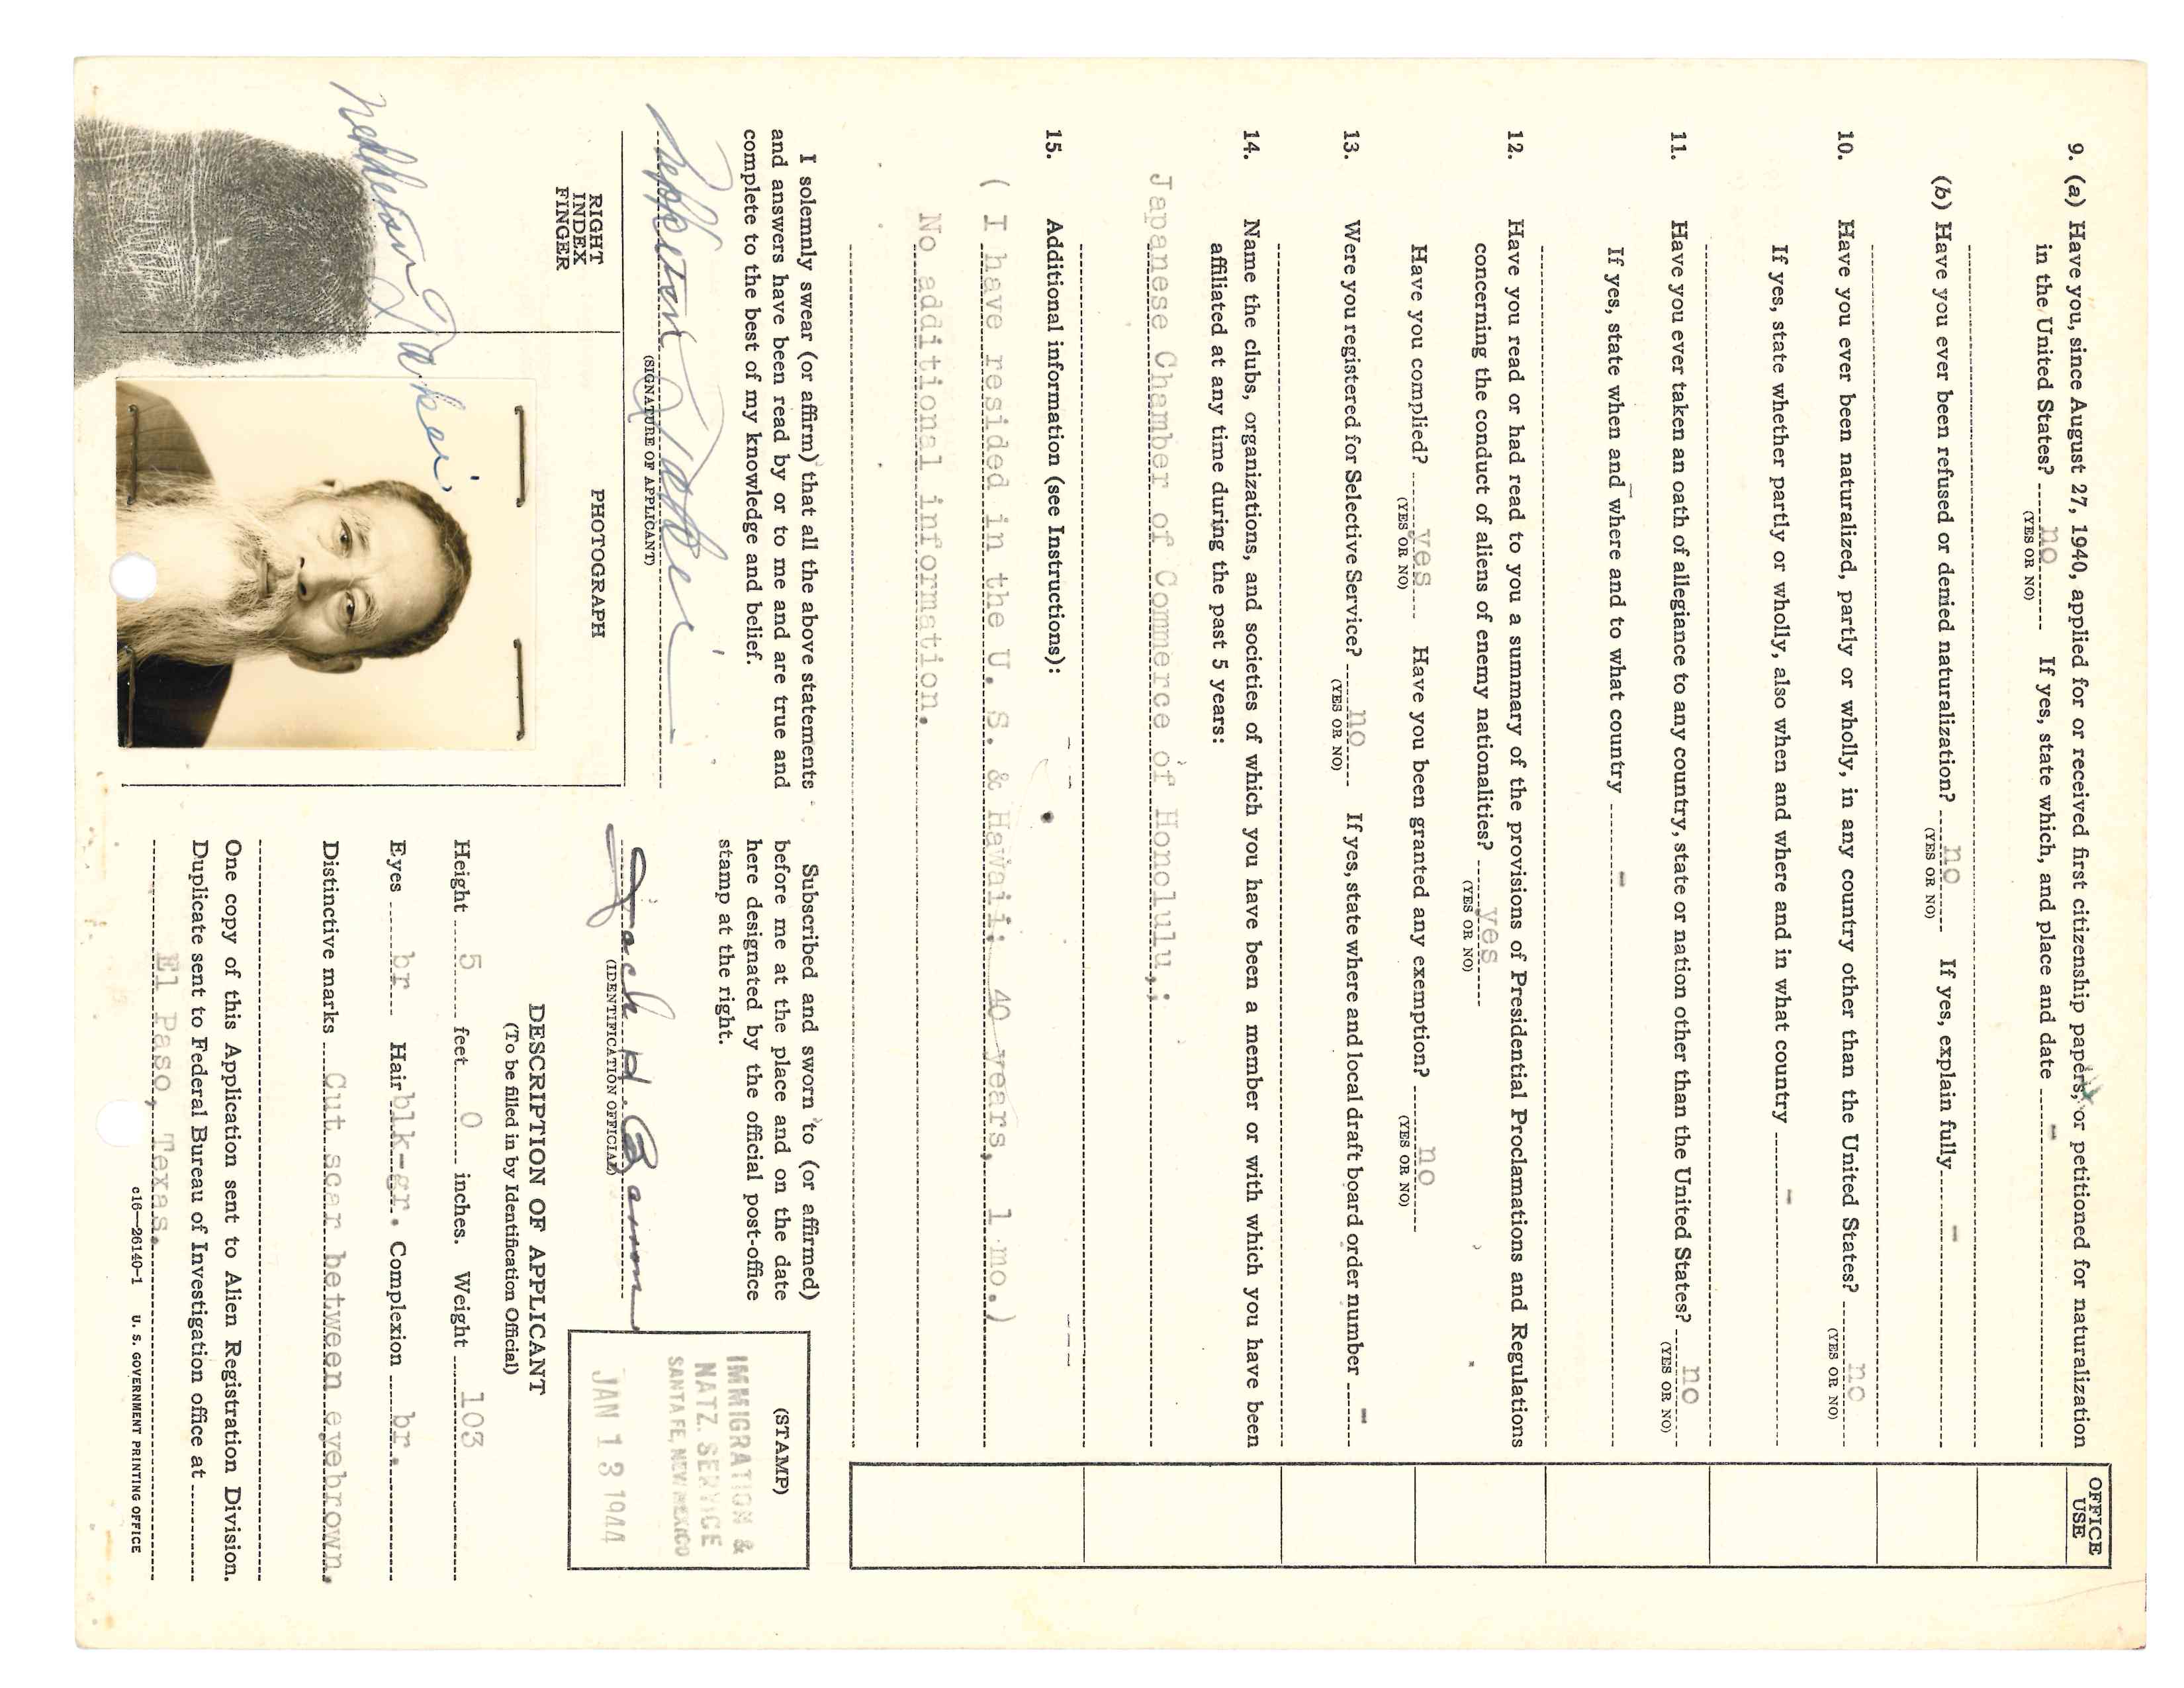 OFFICE
USE
9. (a) Have you, since August 27, 1940, applied for or received first citizenship papers, or petitioned for naturalization
in the United States? no If yes, state which, and place and date -
(YES OR NO)
(b) Have you ever been refused or denied naturalization? no If yes, explain fully -
(YES OR NO)
10. Have you ever been naturalized, partly or wholly, in any country other than the United States? no
(YES OR NO)
If yes, state whether partly or wholly, also when and where and in what country -
11. Have you ever taken an oath of allegiance to any country, state or nation other than the United States? no
(YES OR NO)
If yes, state when and where and to what country -
12. Have you read or had read to you a summary of the provisions of Presidential Proclamations and Regulations
concerning the conduct of aliens of enemy nationalities? yes
(YES OR NO)
Have you complied? yes Have you been granted any exemption? no
(YES OR NO) (YES OR NO)
13. Were you registered for Selective Service? no If yes, state where and local draft board order number -
(YES OR NO)
14. Name the clubs, organizations, and societies of which you have been a member or with which you have been
affiliated at any time during the past 5 years:
Japanese Chamber of Commerce of Honolulu,;
15. Additional information (see Instructions):
( I have resided in the U. S. & Hawaii: 40 years, 1 mo.)
No additional information.
I solemnly swear (or affirm) that all the above statements
and answers have been read by or to me and are true and
complete to the best of my knowledge and belief.
Takei
(SIGNATURE OF APPLICANT)
Subscribed and sworn to (or affirmed)
before me at the place and on the date
here designated by the official post-office
stamp at the right.
Jack H.
(IDENTIFICATION OFFICIAL)
(STAMP)
IMMIGRATION &
NATZ. SERVICE
SANTA FE, NEW MEXICO
JAN 13 1944
RIGHT
INDEX
FINGER
PHOTOGRAPH
Takei
DESCRIPTION OF APPLICANT
(To be filled in by Identification Official)
Height 5 feet 0 inches. Weight 103
Eyes br Hair blk-gr. Complexion br.
Distinctive marks Cut scar between eyebrown.
One copy of this Application sent to Alien Registration Division.
Duplicate sent to Federal Bureau of Investigation office at
El Paso, Texas.
c16—26140-1 U. S. GOVERNMENT PRINTING OFFICE